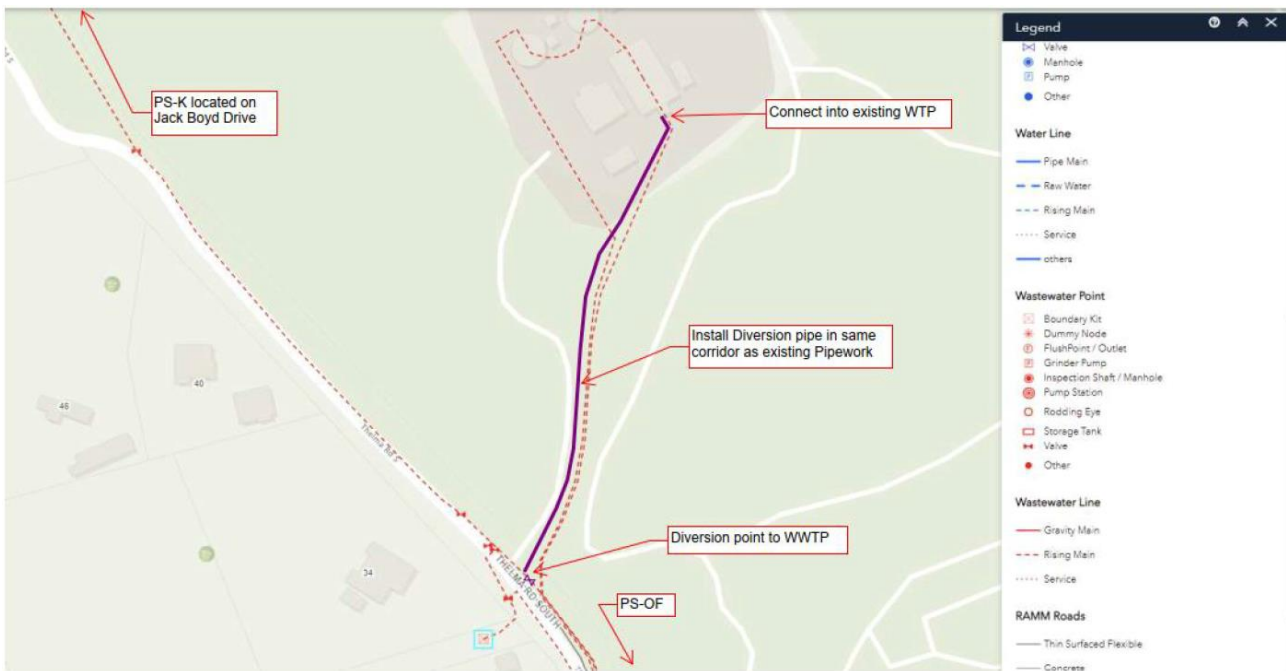 PS-K located on
Jack Boyd Drive
Connect into existing WTP
Install Diversion pipe in same
corridor as existing Pipework
46
40
Thelma Rd S
Diversion point to WWTP
34
THELMA RD SOUTH
PS-OF
Legend
Valve
Manhole
Pump
Other
Water Line
Pipe Main
Raw Water
Rising Main
Service
others
Wastewater Point
Boundary Kit
Dummy Node
FlushPoint / Outlet
Grinder Pump
Inspection Shaft / Manhole
Pump Station
Rodding Eye
Storage Tank
Valve
Other
Wastewater Line
Gravity Main
Rising Main
Service
RAMM Roads
Thin Surfaced Flexible
Concrete